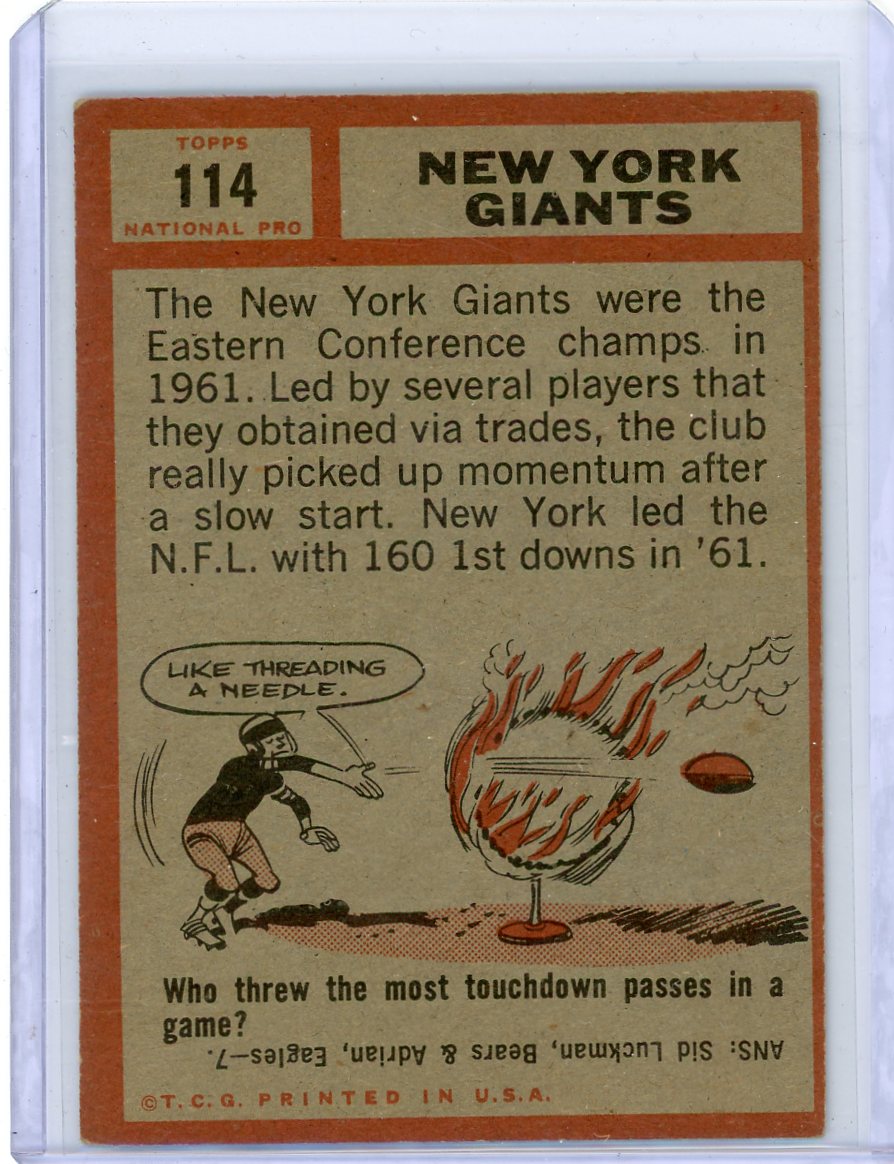 TOPPS
114
NATIONAL PRO
NEW YORK
GIANTS
The New York Giants were the
Eastern Conference champs in
1961. Led by several players that
they obtained via trades, the club
really picked up momentum after
a slow start. New York led the
N.F.L. with 160 1st downs in '61.
LIKE THREADING
A NEEDLE.
Who threw the most touchdown passes in a
game?
ANS: Sid Luckman, Bears & Adrian, Eagles—7.
©T.C.G. PRINTED IN U.S.A.